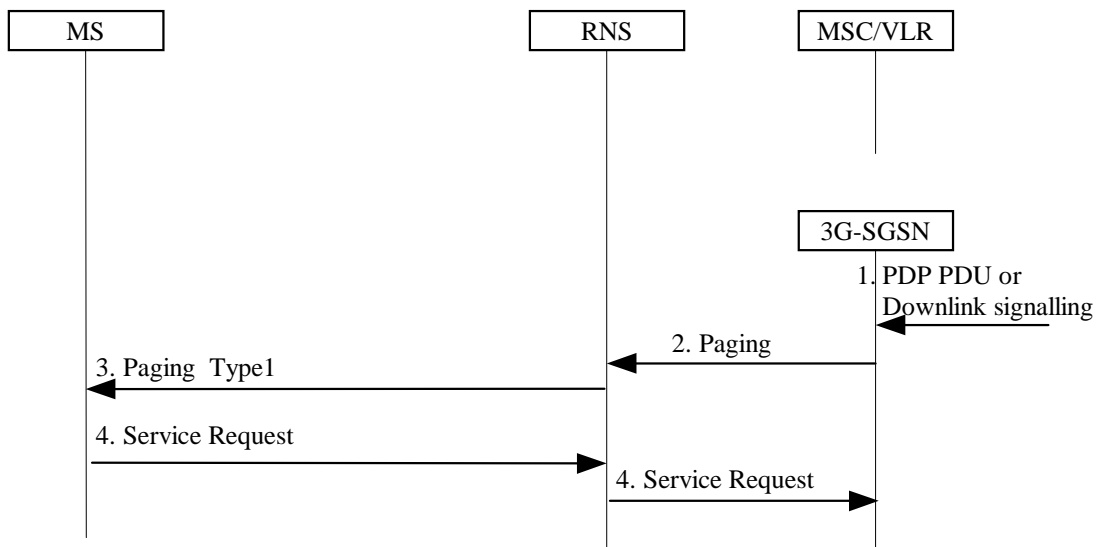 MS
RNS
MSC/VLR
3G-SGSN
1. PDP PDU or
Downlink signalling
2. Paging
3. Paging Type1
4. Service Request
4. Service Request